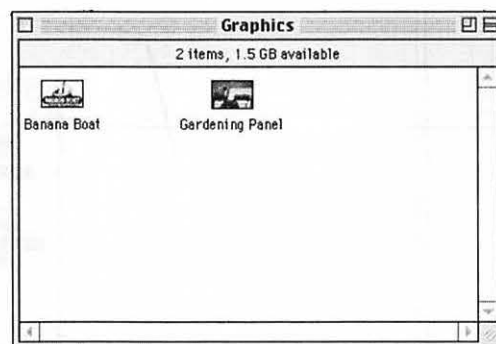 Graphics
2 items, 1.5 GB available
Banana Boat
Gardening Panel